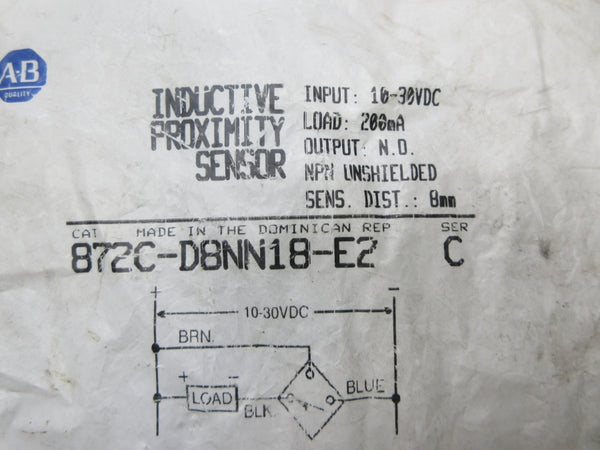 A·B
QUALITY
INDUCTIVE
PROXIMITY
SENSOR
INPUT: 10-30VDC
LOAD: 200mA
OUTPUT: N.O.
NPN UNSHIELDED
SENS. DIST.: 8mm
CAT MADE IN THE DOMINICAN REP SER
872C-D8NN18-E2 C
+ −
10-30VDC
BRN.
+ −
LOAD
BLK.
BLUE